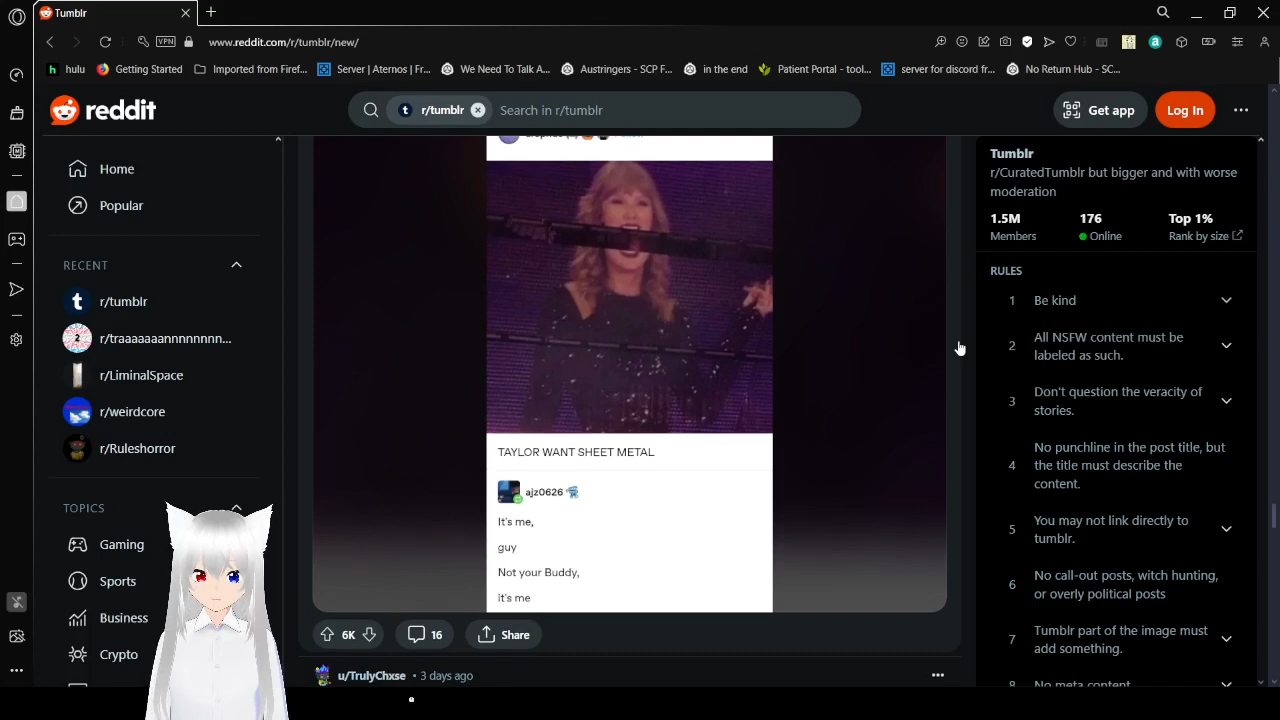 Tumblr
VPN
www.reddit.com/r/tumblr/new/
hulu
Getting Started
Imported from Firef...
Server | Aternos | Fr...
We Need To Talk A...
Austringers - SCP F...
in the end
Patient Portal - tool...
server for discord fr...
No Return Hub - SC...
reddit
r/tumblr
Search in r/tumblr
Get app
Log In
Home
Popular
RECENT
r/tumblr
r/traaaaaaannnnnnnn...
r/LiminalSpace
r/weirdcore
r/Ruleshorror
TOPICS
Gaming
Sports
Business
Crypto
TAYLOR WANT SHEET METAL
ajz0626
It's me,
guy
Not your Buddy,
it's me
6K
16
Share
u/TrulyChxse • 3 days ago
Tumblr
r/CuratedTumblr but bigger and with worse
moderation
1.5M
176
Top 1%
Members
Online
Rank by size
RULES
1 Be kind
2 All NSFW content must be
labeled as such.
3 Don't question the veracity of
stories.
4 No punchline in the post title, but
the title must describe the
content.
5 You may not link directly to
tumblr.
6 No call-out posts, witch hunting,
or overly political posts
7 Tumblr part of the image must
add something.
8 No meta content